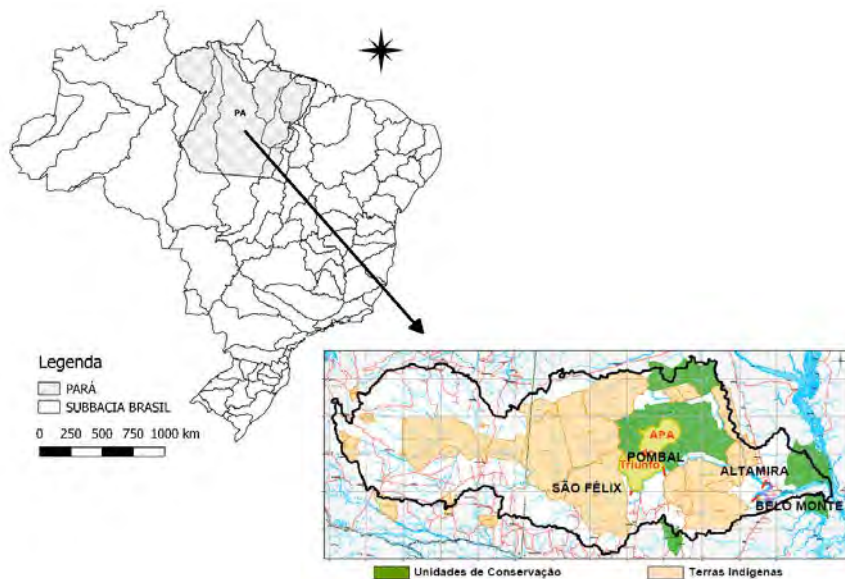 PA
Legenda
PARÁ
SUBBACIA BRASIL
0 250 500 750 1000 km
APA
POMBAL
Triunfo
ALTAMIRA
SÃO FÉLIX
BELO MONTE
Unidades de Conservação
Terras Indígenas